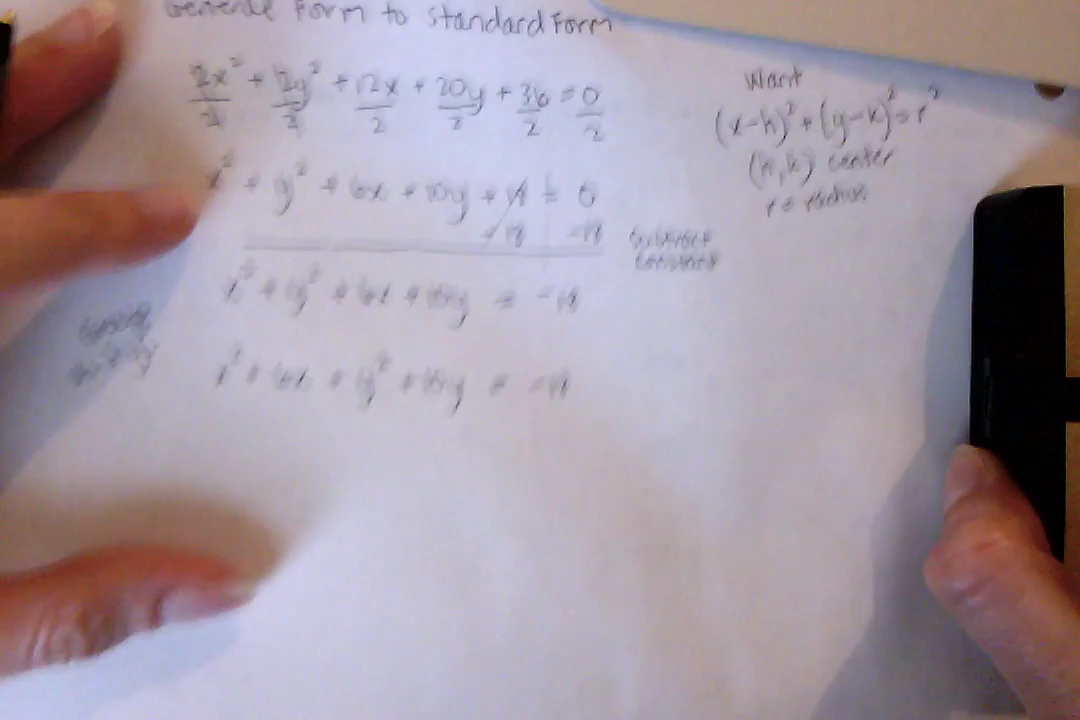 General Form to Standard Form
2x²/2 + 2y²/2 + 12x/2 + 20y/2 + 36/2 = 0/2
x² + y² + 6x + 10y + 18 = 0
-18 -18
x² + y² + 6x + 10y = -18
x² + 6x + y² + 10y = -18
Want
(x-h)² + (y-k)² = r²
(h,k) center
r = radius
subtract
constant